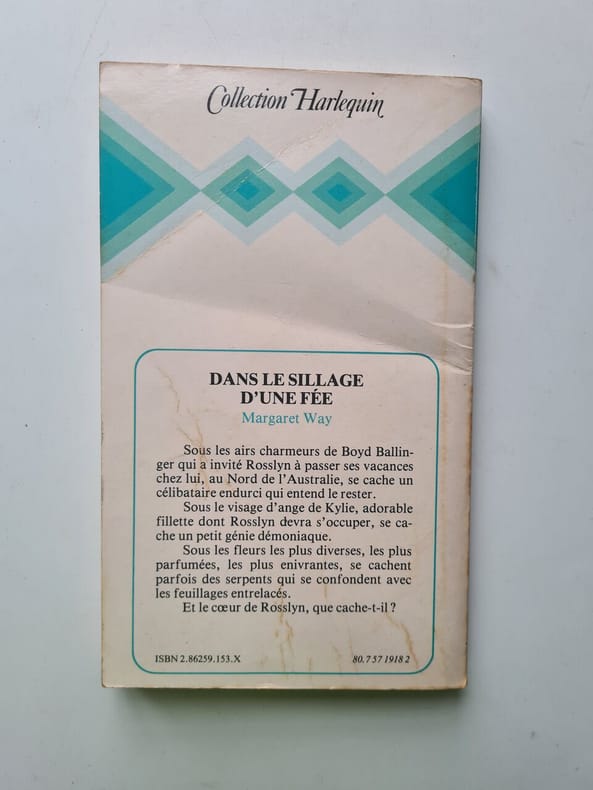 Collection Harlequin
DANS LE SILLAGE
D'UNE FÉE
Margaret Way
Sous les airs charmeurs de Boyd Ballin-
ger qui a invité Rosslyn à passer ses vacances
chez lui, au Nord de l'Australie, se cache un
célibataire endurci qui entend le rester.
Sous le visage d'ange de Kylie, adorable
fillette dont Rosslyn devra s'occuper, se ca-
che un petit génie démoniaque.
Sous les fleurs les plus diverses, les plus
parfumées, les plus enivrantes, se cachent
parfois des serpents qui se confondent avec
les feuillages entrelacés.
Et le cœur de Rosslyn, que cache-t-il ?
ISBN 2.86259.153.X 80.7 57 1918 2